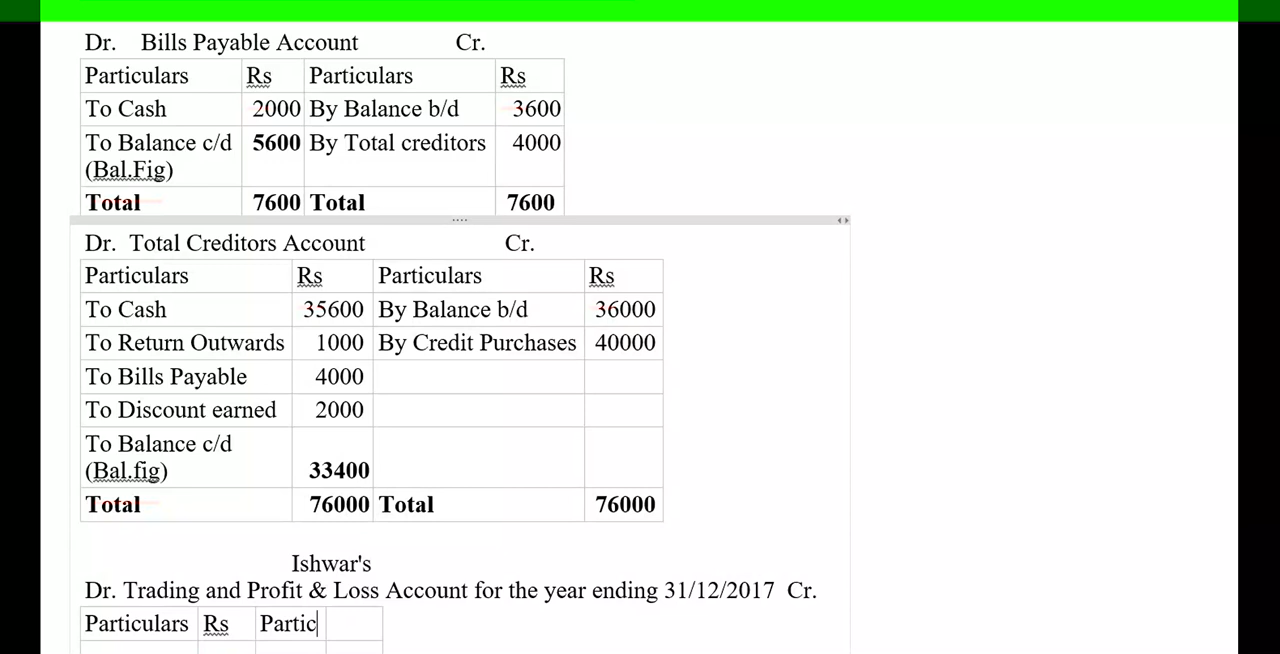 Dr. Bills Payable Account Cr.
Particulars Rs Particulars Rs
To Cash 2000 By Balance b/d 3600
To Balance c/d 5600 By Total creditors 4000
(Bal.Fig)
Total 7600 Total 7600
Dr. Total Creditors Account Cr.
Particulars Rs Particulars Rs
To Cash 35600 By Balance b/d 36000
To Return Outwards 1000 By Credit Purchases 40000
To Bills Payable 4000
To Discount earned 2000
To Balance c/d
(Bal.fig) 33400
Total 76000 Total 76000
Ishwar's
Dr. Trading and Profit & Loss Account for the year ending 31/12/2017 Cr.
Particulars Rs Partic